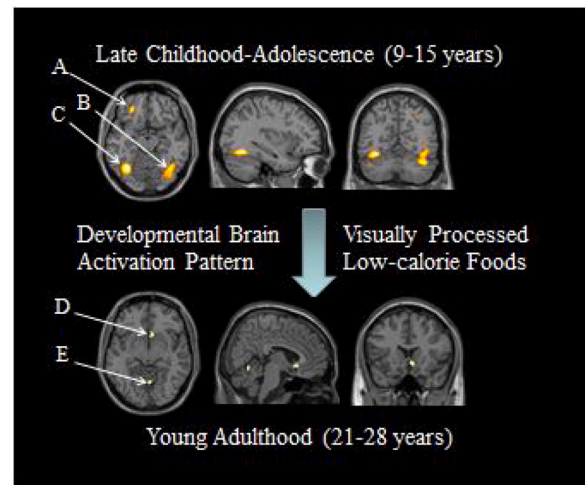 Late Childhood-Adolescence (9-15 years)
A
B
C
Developmental Brain
Activation Pattern
Visually Processed
Low-calorie Foods
D
E
Young Adulthood (21-28 years)